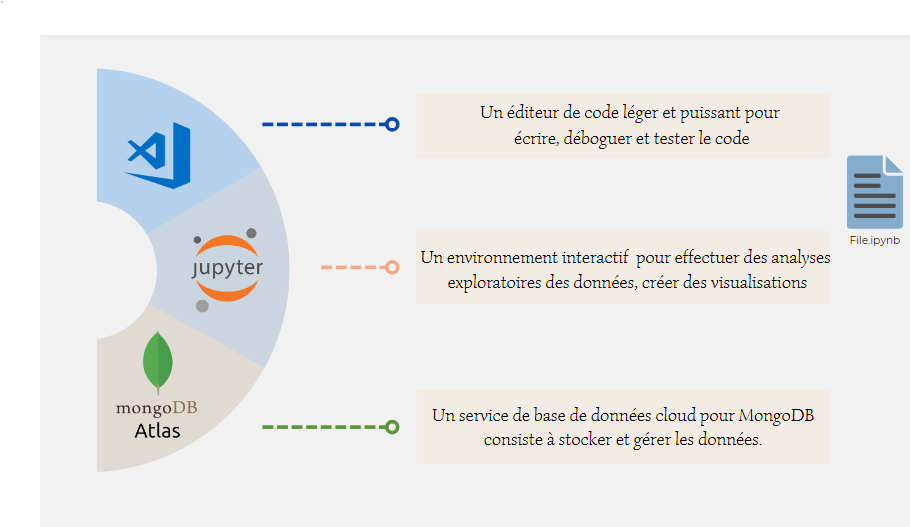 Un éditeur de code léger et puissant pour
écrire, déboguer et tester le code
File.ipynb
jupyter
Un environnement interactif pour effectuer des analyses
exploratoires des données, créer des visualisations
mongoDB
Atlas
Un service de base de données cloud pour MongoDB
consiste à stocker et gérer les données.